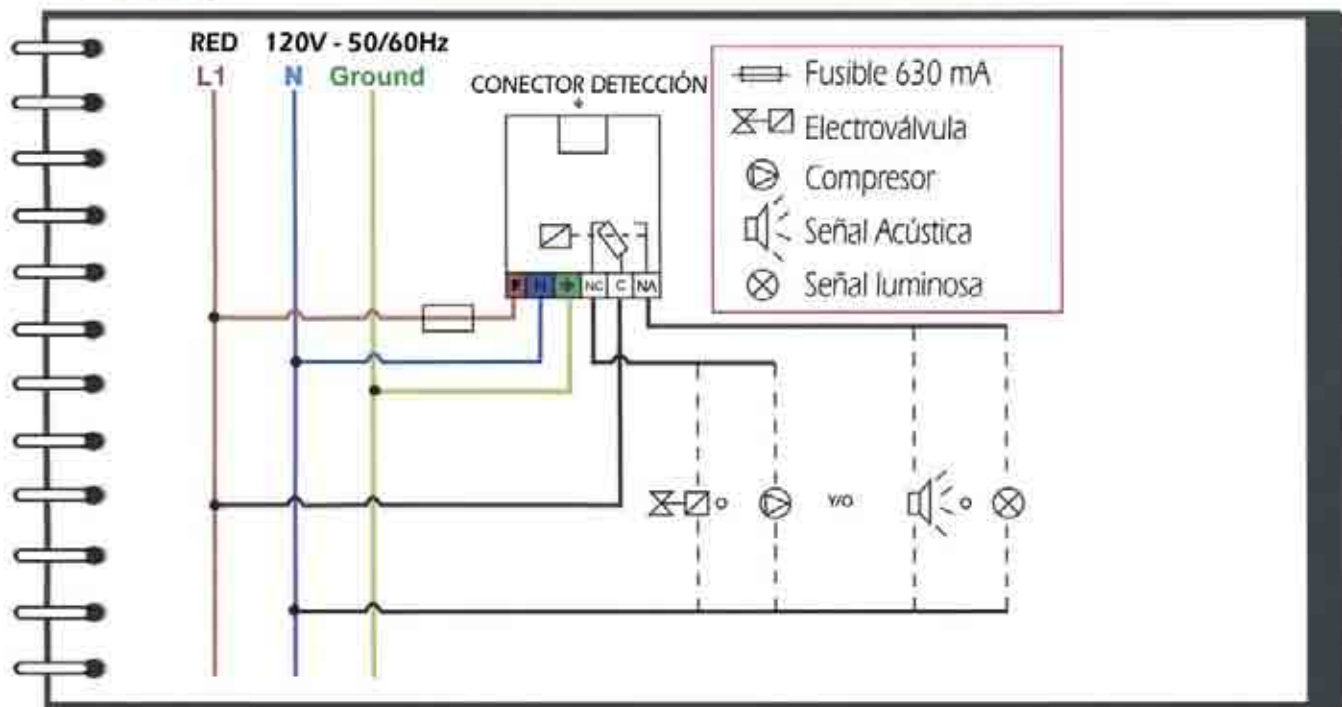 RED 120V - 50/60Hz
L1 N Ground
CONECTOR DETECCIÓN
Fusible 630 mA
Electroválvula
Compresor
Señal Acústica
Señal luminosa
F N NC C NA
o Y/O o